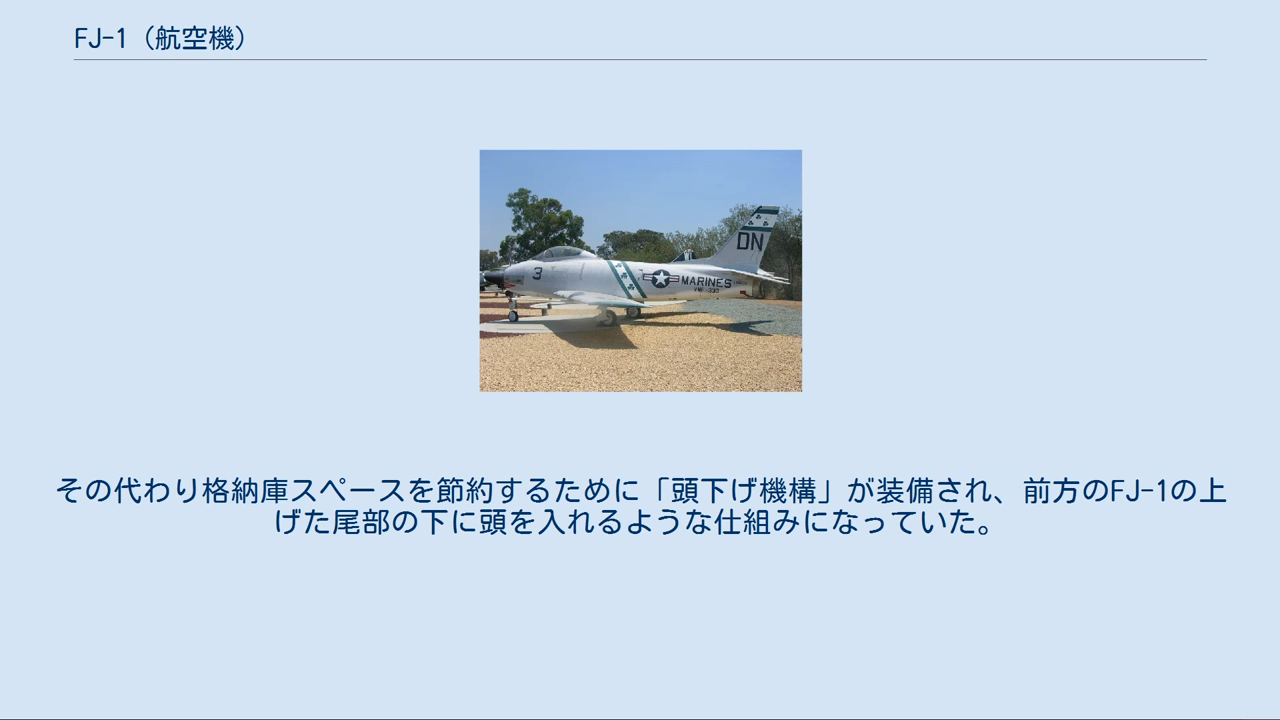 FJ-1（航空機）
3
DN
MARINES
VMF-333
その代わり格納庫スペースを節約するために「頭下げ機構」が装備され、前方のFJ-1の上
げた尾部の下に頭を入れるような仕組みになっていた。